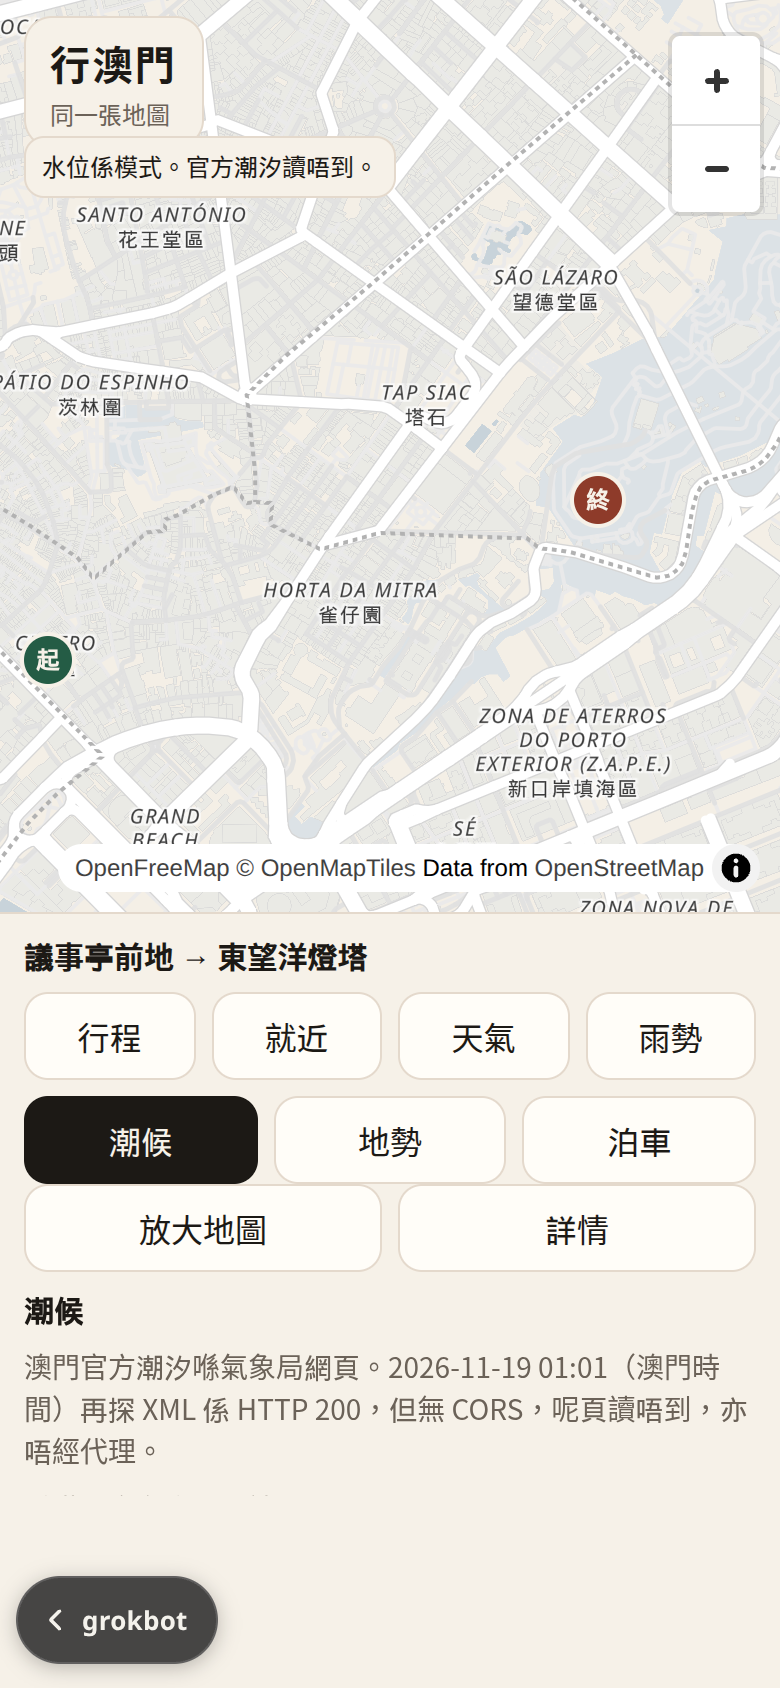 行澳門
同一張地圖
水位係模式。官方潮汐讀唔到。
+
−
SANTO ANTÓNIO
花王堂區
NE
頭
SÃO LÁZARO
望德堂區
PÁTIO DO ESPINHO
茨林圍
TAP SIAC
塔石
終
HORTA DA MITRA
雀仔園
起
ZONA DE ATERROS
DO PORTO
EXTERIOR (Z.A.P.E.)
新口岸填海區
GRAND
BEACH
SÉ
OpenFreeMap © OpenMapTiles Data from OpenStreetMap
ZONA NOVA DE
議事亭前地 → 東望洋燈塔
行程 就近 天氣 雨勢
潮候 地勢 泊車
放大地圖 詳情
潮候
澳門官方潮汐喺氣象局網頁。2026-11-19 01:01（澳門時
間）再探 XML 係 HTTP 200，但無 CORS，呢頁讀唔到，亦
唔經代理。
grokbot